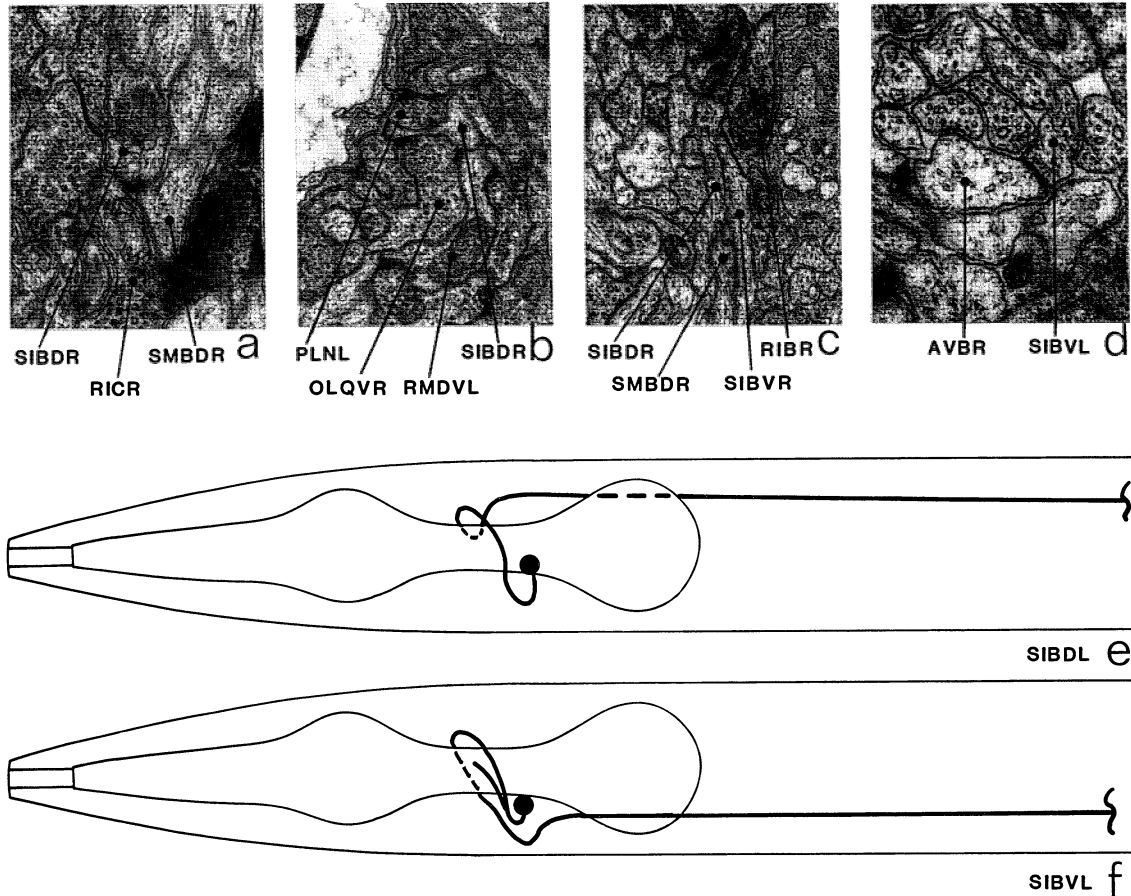 SIBDR
RICR
SMBDR
a
PLNL
OLQVR
RMDVL
SIBDR
b
SIBDR
SMBDR
SIBVR
RIBR
c
AVBR
SIBVL
d
SIBDL e
SIBVL f